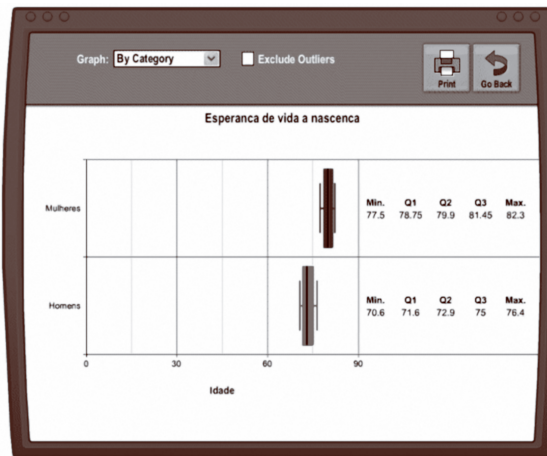 Graph: By Category Exclude Outliers
Print Go Back
Esperanca de vida a nascenca
Mulheres
Min. Q1 Q2 Q3 Max.
77.5 78.75 79.9 81.45 82.3
Homens
Min. Q1 Q2 Q3 Max.
70.6 71.6 72.9 75 76.4
0 30 60 90
Idade